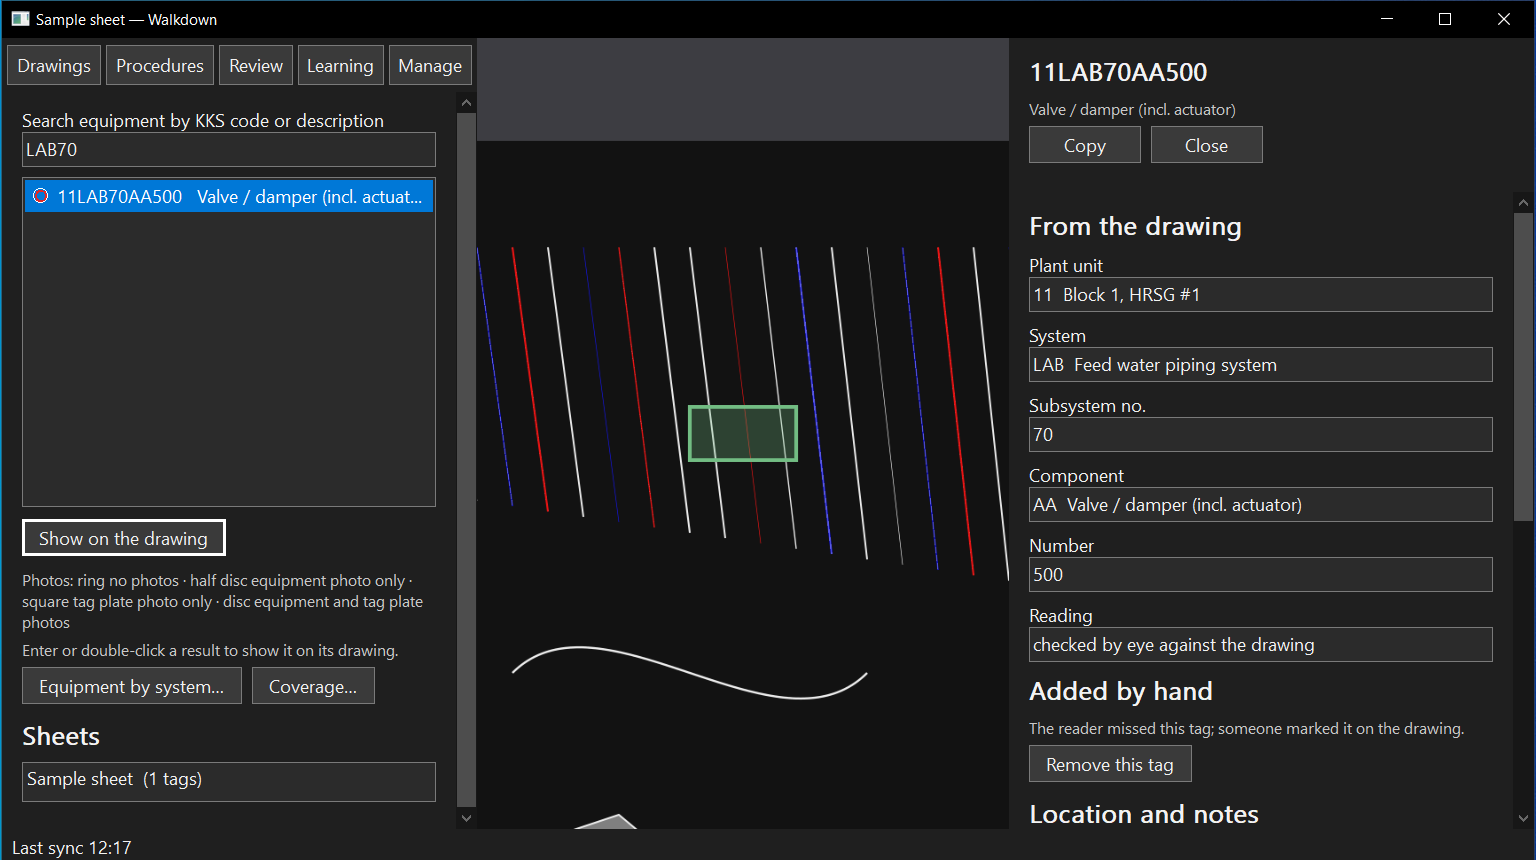 Sample sheet — Walkdown
Drawings
Procedures
Review
Learning
Manage
Search equipment by KKS code or description
LAB70
11LAB70AA500 Valve / damper (incl. actuat...
Show on the drawing
Photos: ring no photos · half disc equipment photo only ·
square tag plate photo only · disc equipment and tag plate
photos
Enter or double-click a result to show it on its drawing.
Equipment by system...
Coverage...
Sheets
Sample sheet (1 tags)
Last sync 12:17
11LAB70AA500
Valve / damper (incl. actuator)
Copy
Close
From the drawing
Plant unit
11 Block 1, HRSG #1
System
LAB Feed water piping system
Subsystem no.
70
Component
AA Valve / damper (incl. actuator)
Number
500
Reading
checked by eye against the drawing
Added by hand
The reader missed this tag; someone marked it on the drawing.
Remove this tag
Location and notes